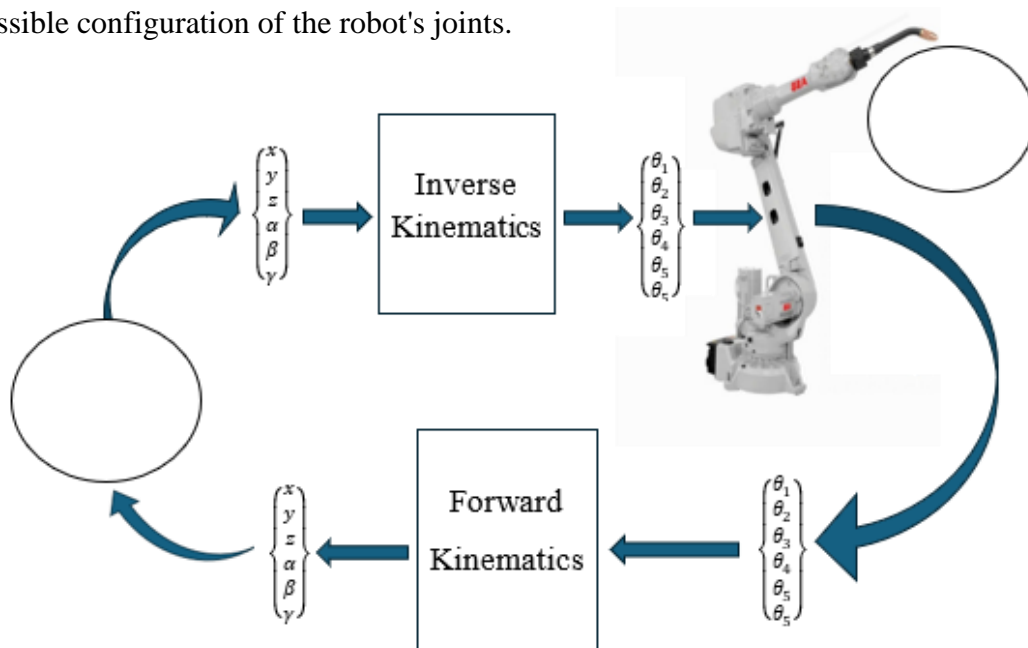 ssible configuration of the robot's joints.
x
y
z
α
β
γ
Inverse
Kinematics
θ₁
θ₂
θ₃
θ₄
θ₅
θ₅
x
y
z
α
β
γ
Forward
Kinematics
θ₁
θ₂
θ₃
θ₄
θ₅
θ₅